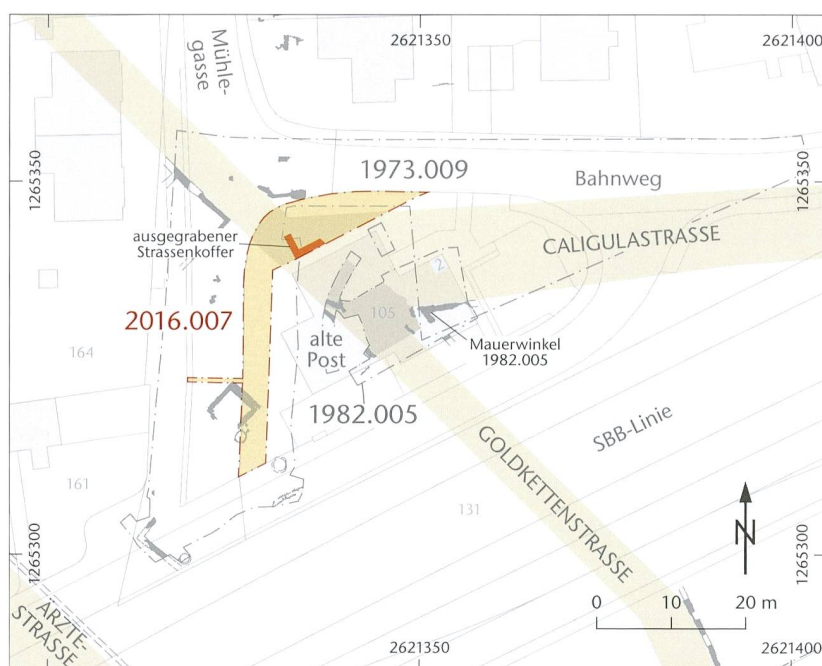 2621350
2621400
Mühle-
gasse
1973.009
1265350
Bahnweg
1265350
ausgegrabener
Strassenkoffer
CALIGULASTRASSE
2
2016.007
105
alte
Post
Mauerwinkel
1982.005
164
1982.005
SBB-Linie
GOLDKETTENSTRASSE
161
131
N
1265300
1265300
ÄRZTE-
STRASSE
0 10 20 m
2621350
2621400